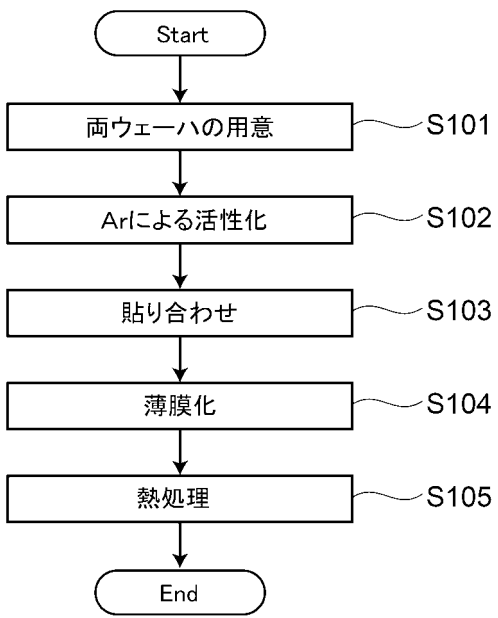 Start
両ウェーハの用意
S101
Arによる活性化
S102
貼り合わせ
S103
薄膜化
S104
熱処理
S105
End